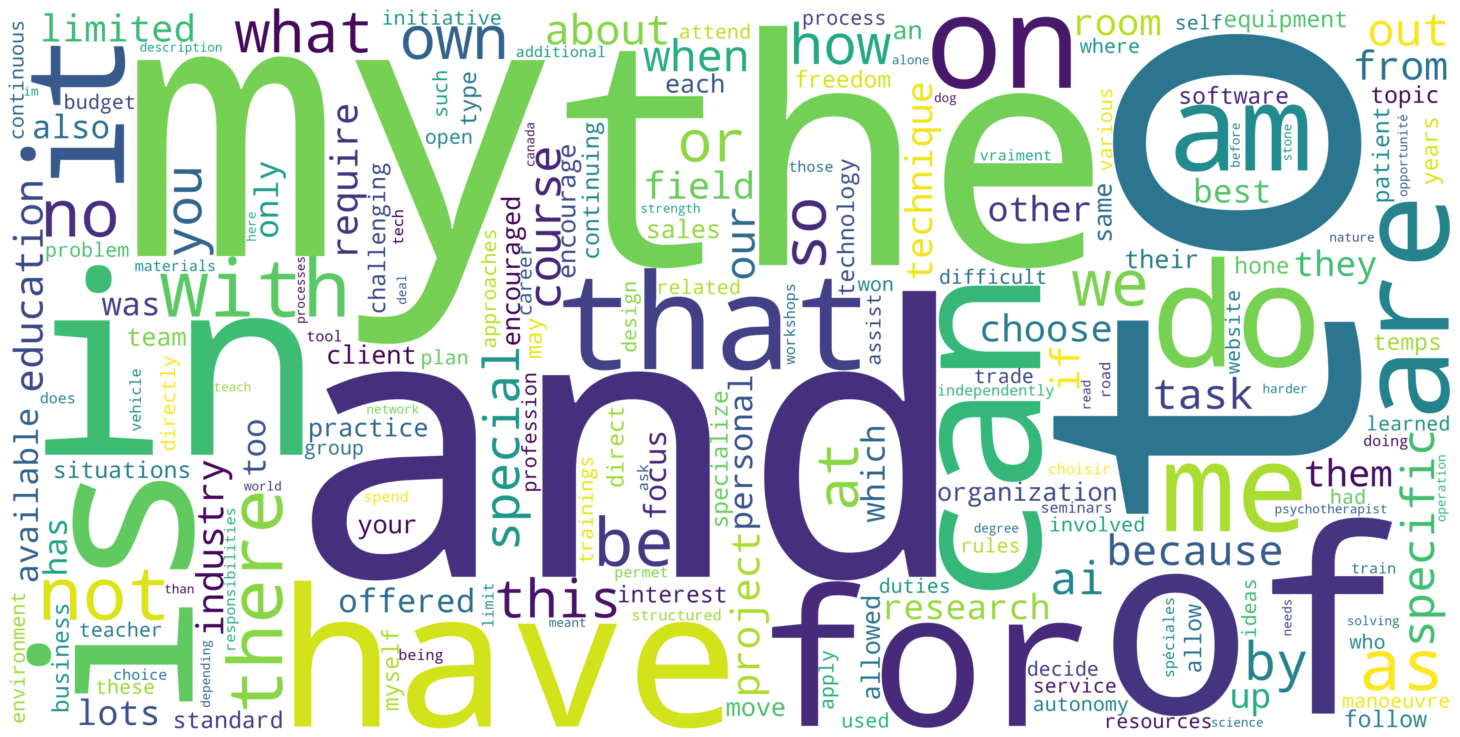 continuous
description
initiative
process
an
self
equipment
limited
what
own
additional
about
attend
when
how
alone
on
room
where
out
from
im
budget
it
my
the
to
also
such
type
open
each
freedom
dog
software
topic
am
before
stone
best
various
same
patient
opportunité
years
no
you
only
here
require
challenging
tech
canada
course
encourage
continuing
or
field
strength
sales
our
those
so
technology
technique
vraiment
other
nature
problem
materials
processes
deal
career
encouraged
approaches
related
design
may
that
workshops
won
assist
difficult
can
we
their
do
hone
they
website
are
temps
was
with
team
tool
client
plan
choose
if
trade
read
road
task
harder
independently
learned
doing
available
education
does
vehicle
directly
in
teach
network
practice
group
special
profession
and
direct
focus
ask
specialize
personal
at
which
organization
choisir
seminars
me
them
had
psychotherapist
specific
operation
situations
too
world
has
is
industry
responsibilities
there
spend
your
trainings
be
permet
project
degree
rules
involved
because
not
than
offered
limit
this
meant
interest
structured
for
duties
research
ai
of
train
environment
business
teacher
choice
these
depending
lots
standard
have
myself
being
move
apply
used
allowed
decide
service
autonomy
resources
science
spéciales
allow
by
up
ideas
needs
solving
who
as
manoeuvre
follow